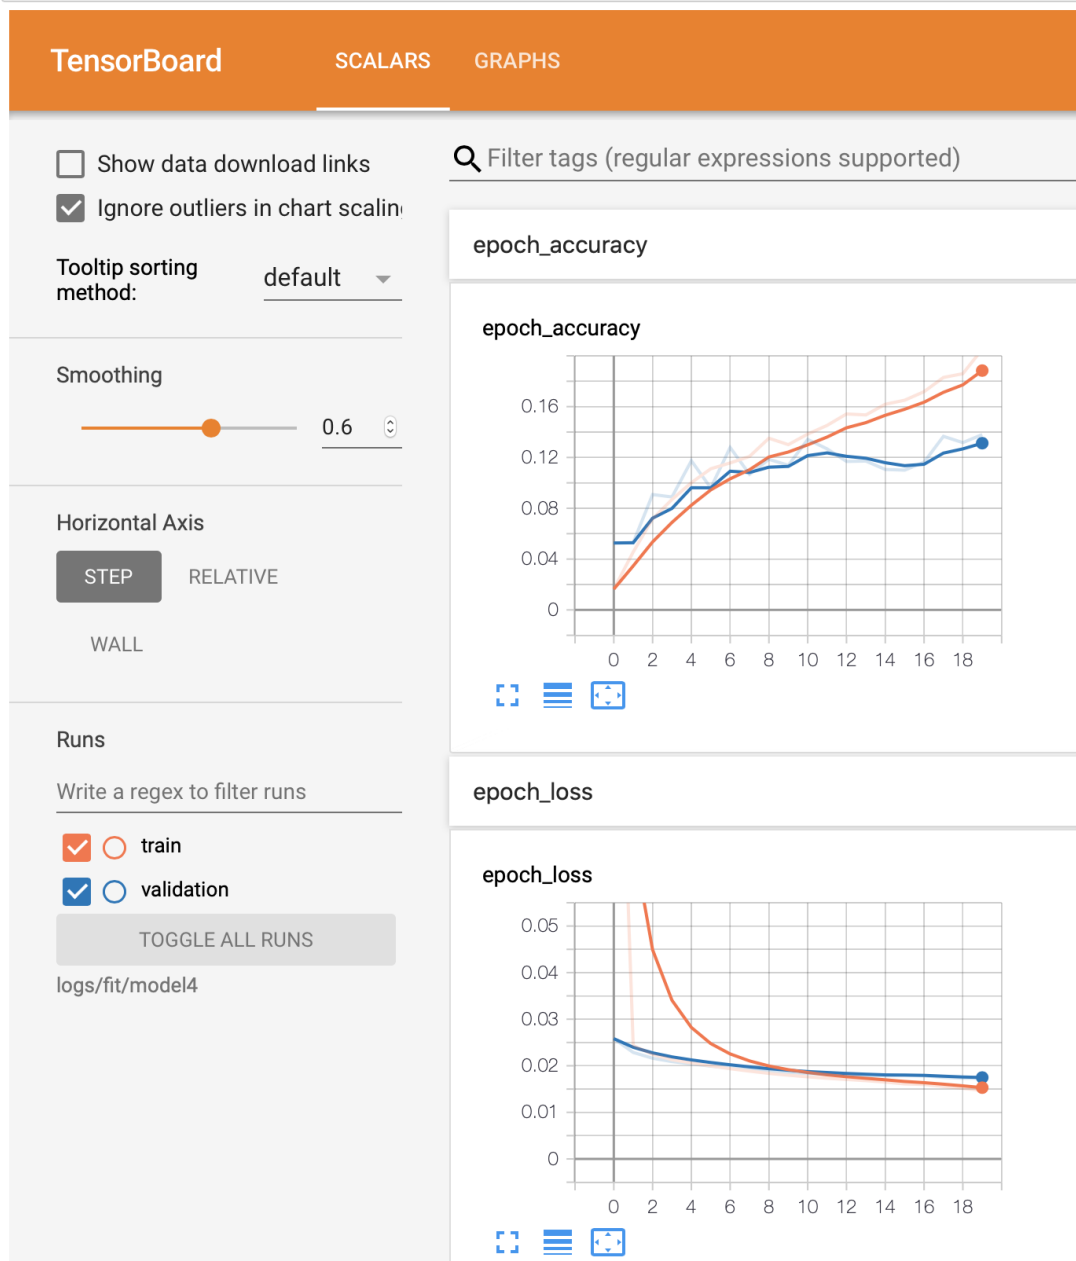 TensorBoard SCALARS GRAPHS
Show data download links
Ignore outliers in chart scaling
Tooltip sorting
method:
default
Smoothing
0.6
Horizontal Axis
STEP RELATIVE
WALL
Runs
Write a regex to filter runs
train
validation
TOGGLE ALL RUNS
logs/fit/model4
Filter tags (regular expressions supported)
epoch_accuracy
epoch_accuracy
0.16
0.12
0.08
0.04
0
0 2 4 6 8 10 12 14 16 18
epoch_loss
epoch_loss
0.05
0.04
0.03
0.02
0.01
0
0 2 4 6 8 10 12 14 16 18